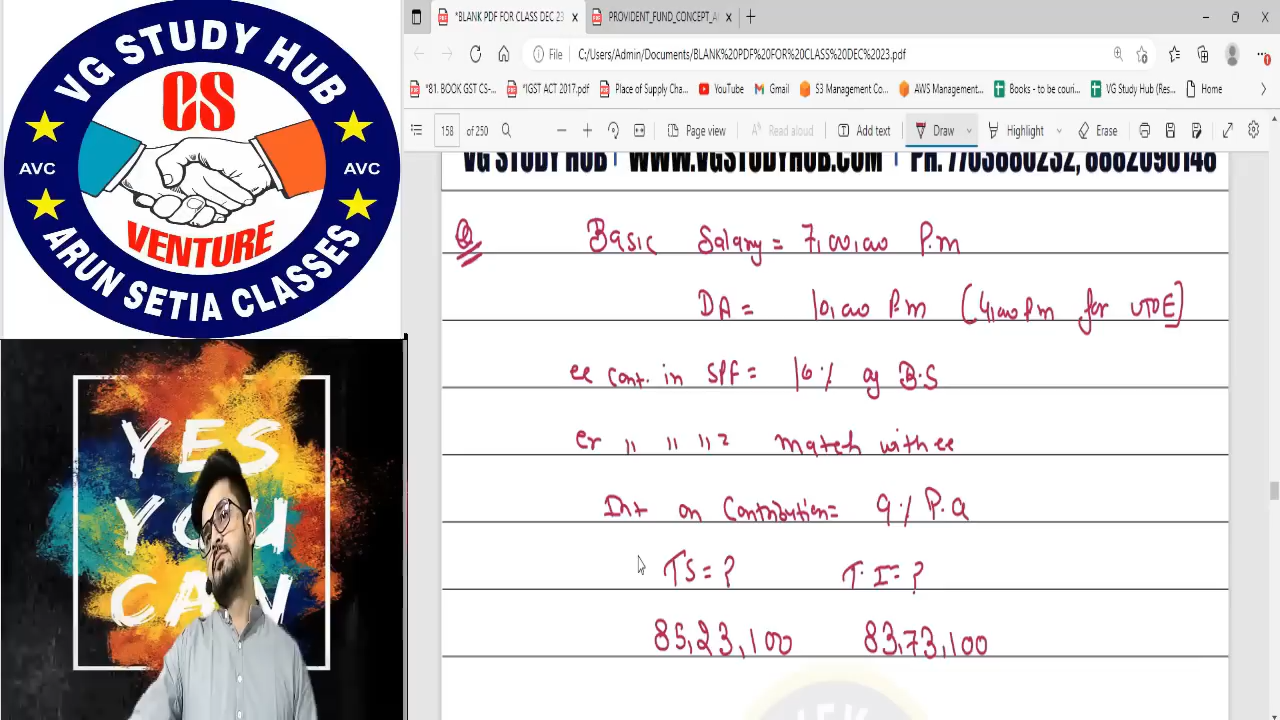 VG STUDY HUB
CS
AVC
AVC
VENTURE
ARUN SETIA CLASSES
YES
YOU
CAN
*BLANK PDF FOR CLASS DEC 23
PROVIDENT_FUND_CONCEPT_A
File
C:/Users/Admin/Documents/BLANK%20PDF%20FOR%20CLASS%20DEC%2023.pdf
*81. BOOK GST CS-...
*IGST ACT 2017.pdf
Place of Supply Cha...
YouTube
Gmail
S3 Management Co...
AWS Management...
Books - to be couri...
VG Study Hub (Res...
Home
158 of 250
Page view
Read aloud
Add text
Draw
Highlight
Erase
VG STUDY HUB | WWW.VGSTUDYHUB.COM | PH. 7703880232, 8882090148
Q Basic Salary = 7,00,000 P.m
DA = 10,000 P.m (4,000 Pm for VTOE)
ee Cont. in SPF = 10% of B.S
er " " " = match with ee
Int on Contribution = 9% P.a
TS = ? T.I = ?
85,23,100 83,73,100